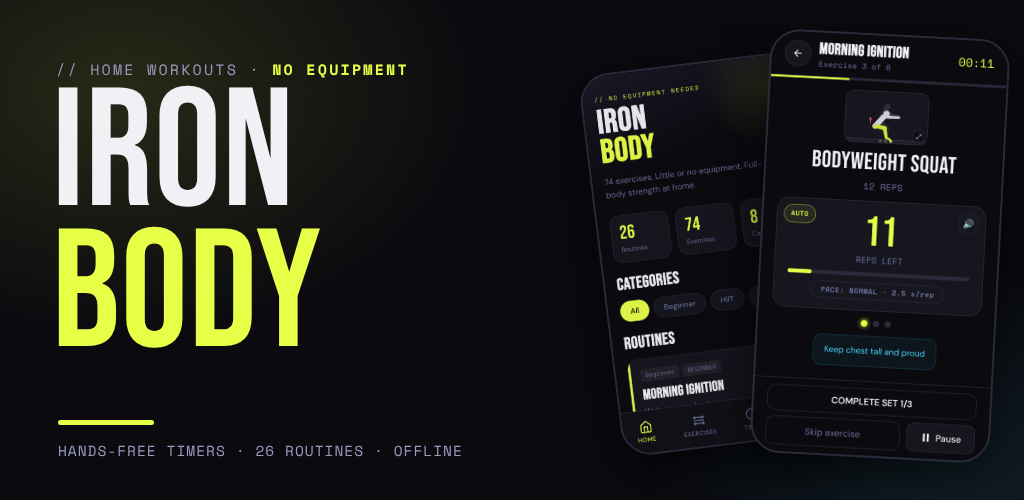 // HOME WORKOUTS · NO EQUIPMENT
IRON
BODY
HANDS-FREE TIMERS · 26 ROUTINES · OFFLINE
// NO EQUIPMENT NEEDED
IRON
BODY
74 exercises. Little or no equipment. Full-
body strength at home.
26
Routines
74
Exercises
8
CATEGORIES
All
Beginner
HIIT
ROUTINES
Beginner
BEGINNER
MORNING IGNITION
HOME
EXERCISES
MORNING IGNITION
Exercise 3 of 6
00:11
BODYWEIGHT SQUAT
12 REPS
AUTO
11
REPS LEFT
PACE: NORMAL · 2.5 s/rep
Keep chest tall and proud
COMPLETE SET 1/3
Skip exercise
Pause